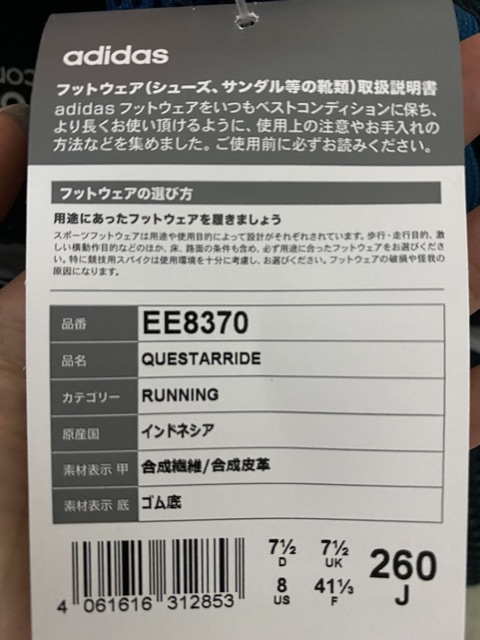 adidas
フットウェア(シューズ、サンダル等の靴類)取扱説明書
adidas フットウェアをいつもベストコンディションに保ち、
より長くお使い頂けるように、使用上の注意やお手入れの
方法などを集めました。ご使用前に必ずお読みください。
フットウェアの選び方
用途にあったフットウェアを履きましょう
スポーツフットウェアは用途や使用目的によって設計がそれぞれされています。歩行・走行目的、激
しい横動作目的などのほか、床、路面の条件も含め、必ず用途に合ったフットウェアをお選びくださ
い。特に競技用スパイクは使用環境を十分に考慮し、お選びください。フットウェアの破損や怪我の
原因になります。
品番 EE8370
品名 QUESTARRIDE
カテゴリー RUNNING
原産国 インドネシア
素材表示 甲 合成繊維/合成皮革
素材表示 底 ゴム底
7½ 7½ 260
D UK J
8 41⅓
US F
4 061616 312853